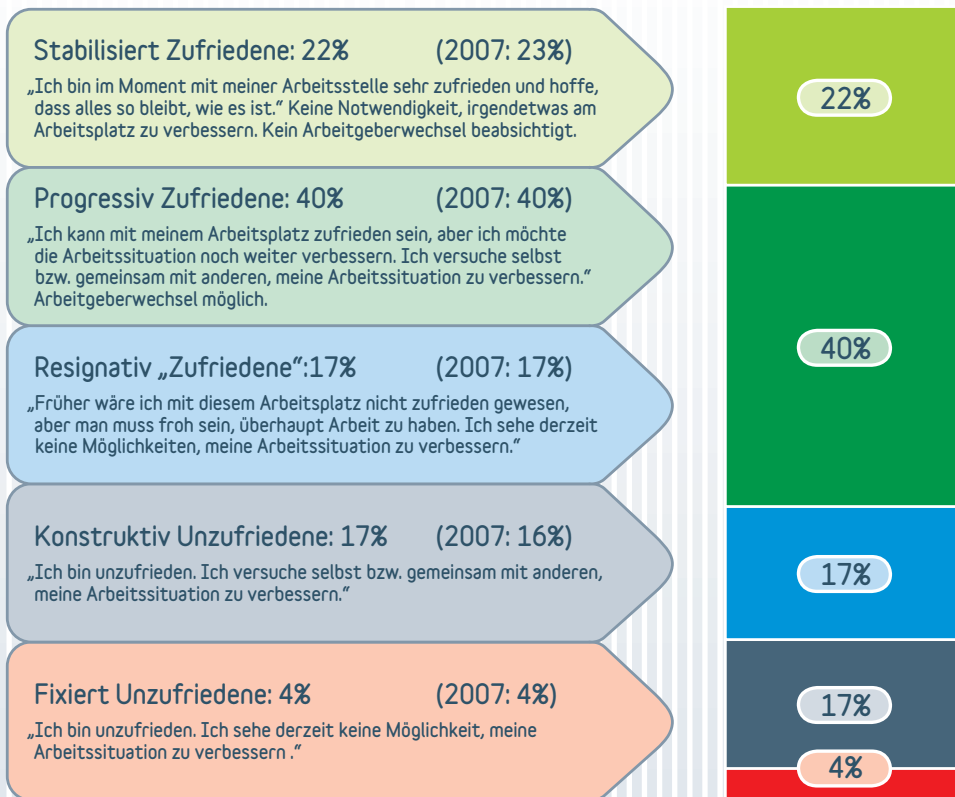 Stabilisiert Zufriedene: 22% (2007: 23%)
„Ich bin im Moment mit meiner Arbeitsstelle sehr zufrieden und hoffe,
dass alles so bleibt, wie es ist.“ Keine Notwendigkeit, irgendetwas am
Arbeitsplatz zu verbessern. Kein Arbeitgeberwechsel beabsichtigt.
22%
Progressiv Zufriedene: 40% (2007: 40%)
„Ich kann mit meinem Arbeitsplatz zufrieden sein, aber ich möchte
die Arbeitssituation noch weiter verbessern. Ich versuche selbst
bzw. gemeinsam mit anderen, meine Arbeitssituation zu verbessern.“
Arbeitgeberwechsel möglich.
40%
Resignativ „Zufriedene“:17% (2007: 17%)
„Früher wäre ich mit diesem Arbeitsplatz nicht zufrieden gewesen,
aber man muss froh sein, überhaupt Arbeit zu haben. Ich sehe derzeit
keine Möglichkeiten, meine Arbeitssituation zu verbessern.“
17%
Konstruktiv Unzufriedene: 17% (2007: 16%)
„Ich bin unzufrieden. Ich versuche selbst bzw. gemeinsam mit anderen,
meine Arbeitssituation zu verbessern.“
17%
Fixiert Unzufriedene: 4% (2007: 4%)
„Ich bin unzufrieden. Ich sehe derzeit keine Möglichkeit, meine
Arbeitssituation zu verbessern .“
4%